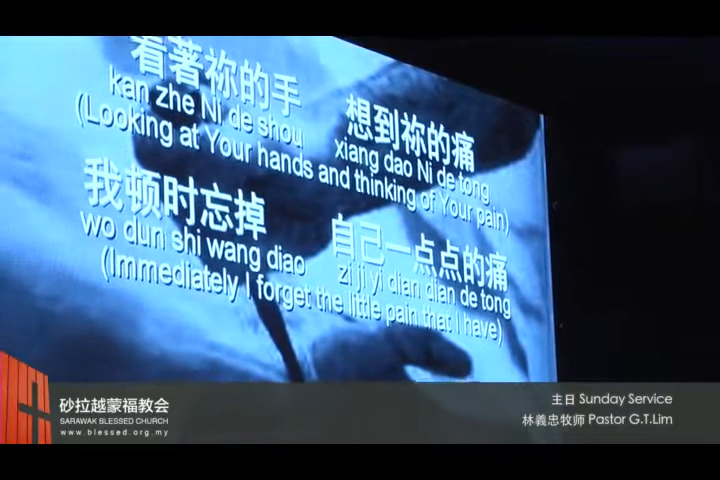 看著祢的手 想到祢的痛
kan zhe Ni de shou xiang dao Ni de tong
(Looking at Your hands and thinking of Your pain)
我顿时忘掉 自己一点点的痛
wo dun shi wang diao zi ji yi dian dian de tong
(Immediately I forget the little pain that I have)
砂拉越蒙福教会
SARAWAK BLESSED CHURCH
www.blessed.org.my
主日 Sunday Service
林義忠牧师 Pastor G.T.Lim